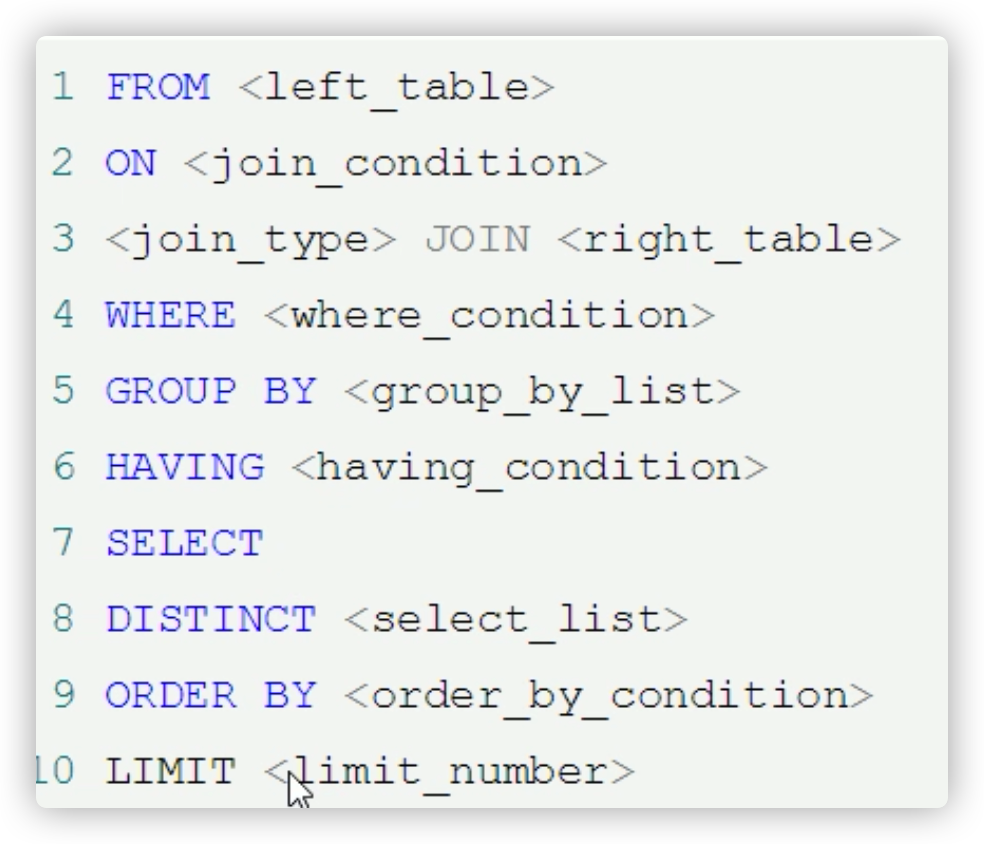 1 FROM <left_table>
2 ON <join_condition>
3 <join_type> JOIN <right_table>
4 WHERE <where_condition>
5 GROUP BY <group_by_list>
6 HAVING <having_condition>
7 SELECT
8 DISTINCT <select_list>
9 ORDER BY <order_by_condition>
10 LIMIT <limit_number>